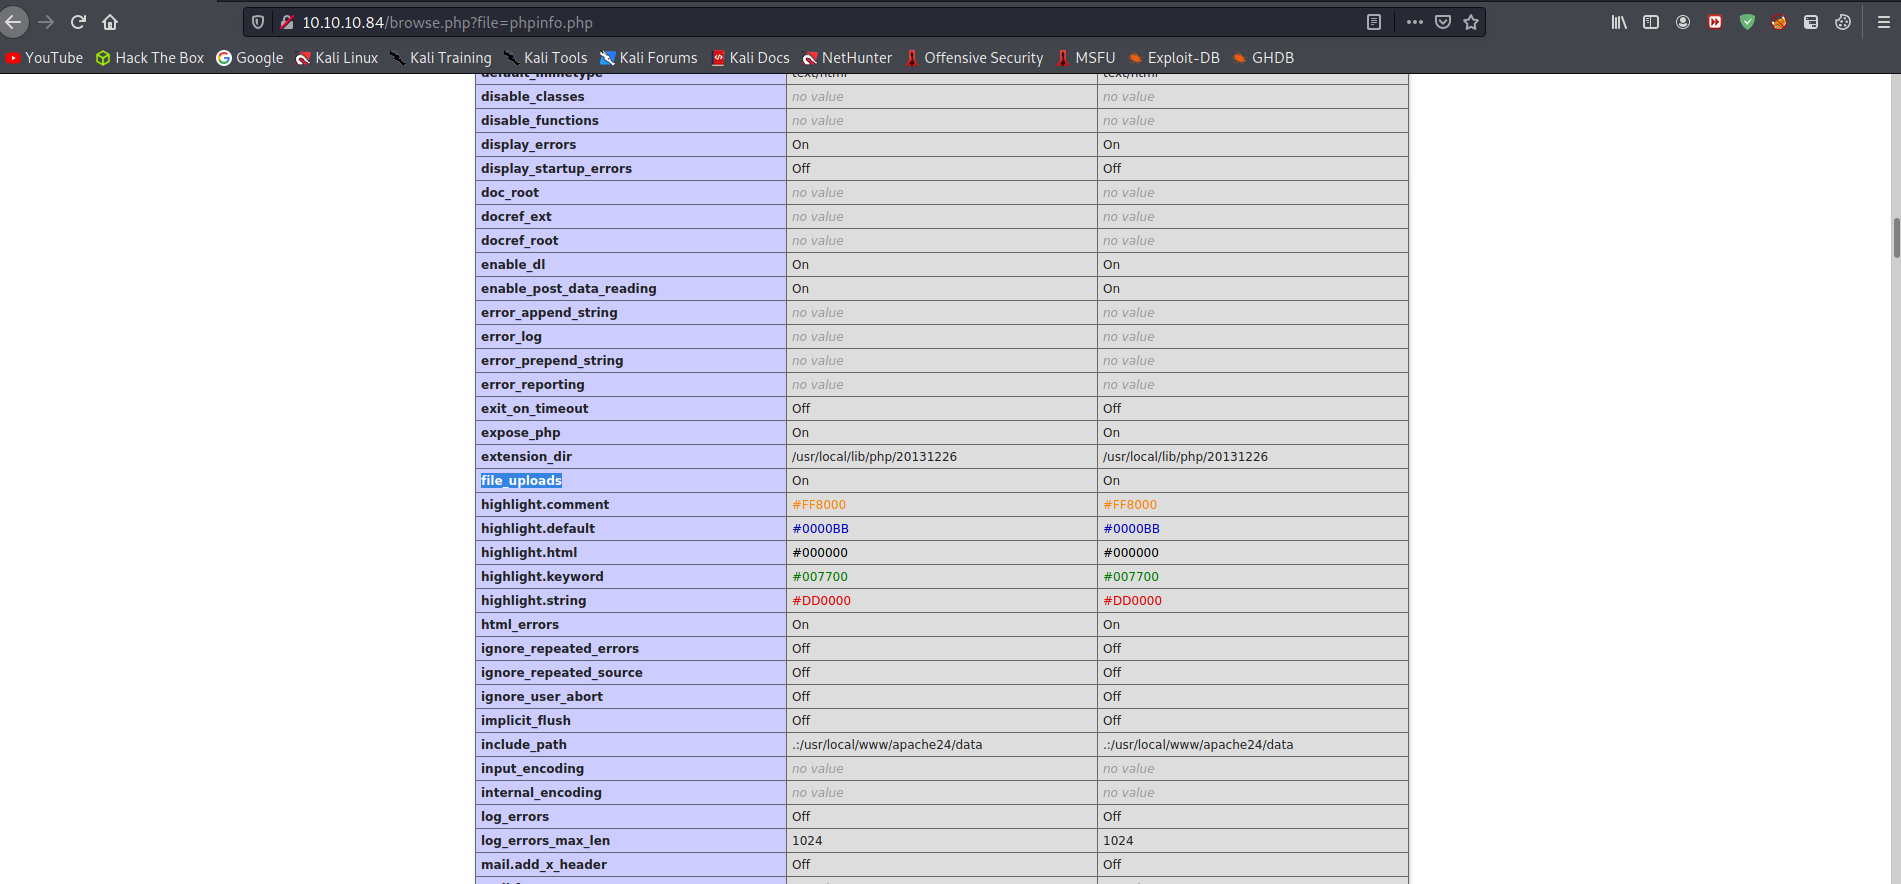 10.10.10.84/browse.php?file=phpinfo.php
YouTube Hack The Box Google Kali Linux Kali Training Kali Tools Kali Forums Kali Docs NetHunter Offensive Security MSFU Exploit-DB GHDB
default_mimetype text/html text/html
disable_classes no value no value
disable_functions no value no value
display_errors On On
display_startup_errors Off Off
doc_root no value no value
docref_ext no value no value
docref_root no value no value
enable_dl On On
enable_post_data_reading On On
error_append_string no value no value
error_log no value no value
error_prepend_string no value no value
error_reporting no value no value
exit_on_timeout Off Off
expose_php On On
extension_dir /usr/local/lib/php/20131226 /usr/local/lib/php/20131226
file_uploads On On
highlight.comment #FF8000 #FF8000
highlight.default #0000BB #0000BB
highlight.html #000000 #000000
highlight.keyword #007700 #007700
highlight.string #DD0000 #DD0000
html_errors On On
ignore_repeated_errors Off Off
ignore_repeated_source Off Off
ignore_user_abort Off Off
implicit_flush Off Off
include_path .:/usr/local/www/apache24/data .:/usr/local/www/apache24/data
input_encoding no value no value
internal_encoding no value no value
log_errors Off Off
log_errors_max_len 1024 1024
mail.add_x_header Off Off